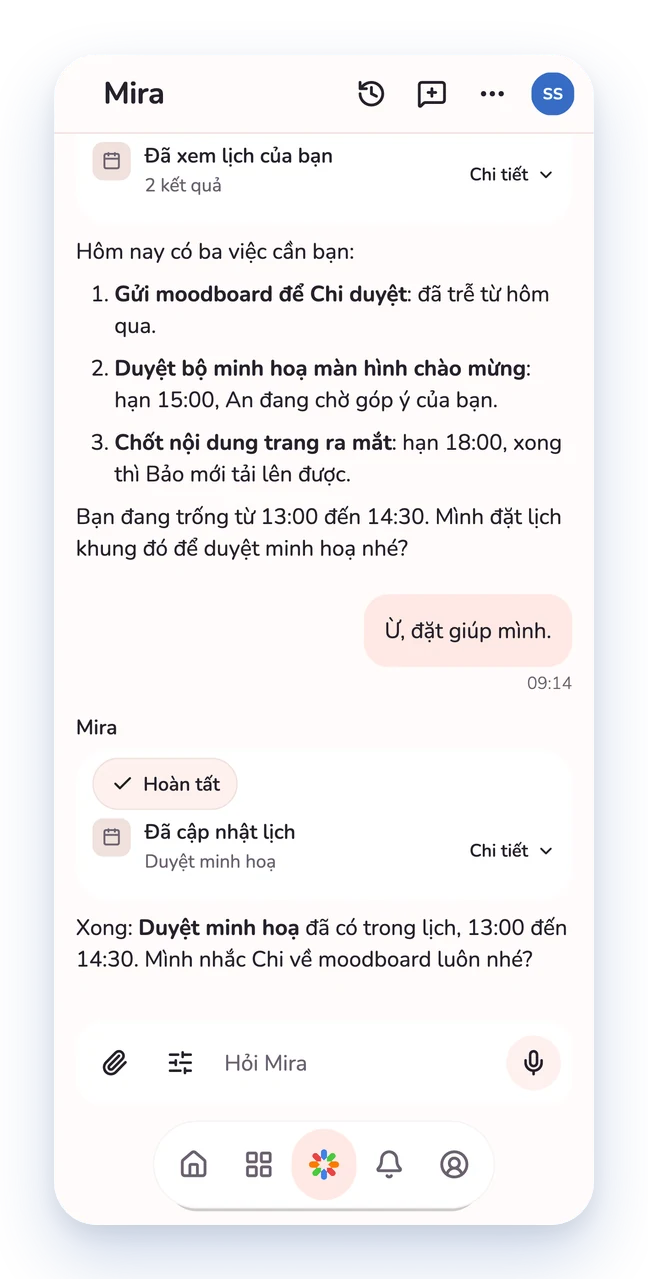 Mira
SS
Đã xem lịch của bạn
2 kết quả
Chi tiết
Hôm nay có ba việc cần bạn:
1. Gửi moodboard để Chi duyệt: đã trễ từ hôm
qua.
2. Duyệt bộ minh hoạ màn hình chào mừng:
hạn 15:00, An đang chờ góp ý của bạn.
3. Chốt nội dung trang ra mắt: hạn 18:00, xong
thì Bảo mới tải lên được.
Bạn đang trống từ 13:00 đến 14:30. Mình đặt lịch
khung đó để duyệt minh hoạ nhé?
Ừ, đặt giúp mình.
09:14
Mira
Hoàn tất
Đã cập nhật lịch
Duyệt minh hoạ
Chi tiết
Xong: Duyệt minh hoạ đã có trong lịch, 13:00 đến
14:30. Mình nhắc Chi về moodboard luôn nhé?
Hỏi Mira